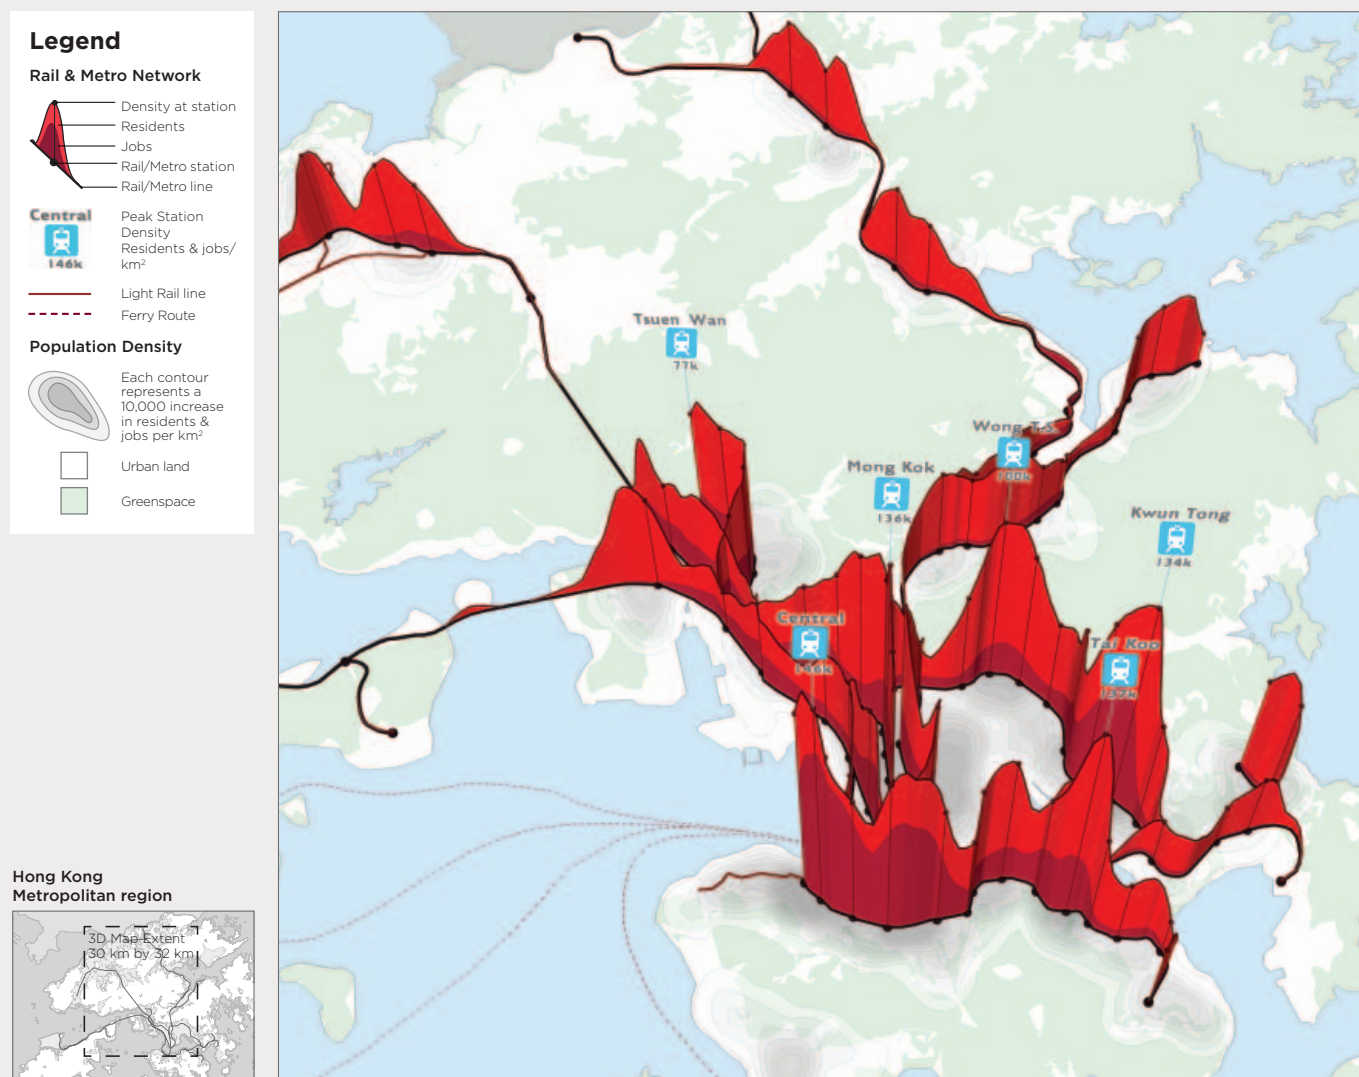 Legend
Rail & Metro Network
Density at station
Residents
Jobs
Rail/Metro station
Rail/Metro line
Central
146k
Peak Station
Density
Residents & jobs/
km²
Light Rail line
Ferry Route
Population Density
Each contour
represents a
10,000 increase
in residents &
jobs per km²
Urban land
Greenspace
Hong Kong
Metropolitan region
3D Map Extent
30 km by 32 km
Tsuen Wan
77k
Wong T.S.
100k
Mong Kok
136k
Kwun Tong
134k
Central
146k
Tai Koo
137k